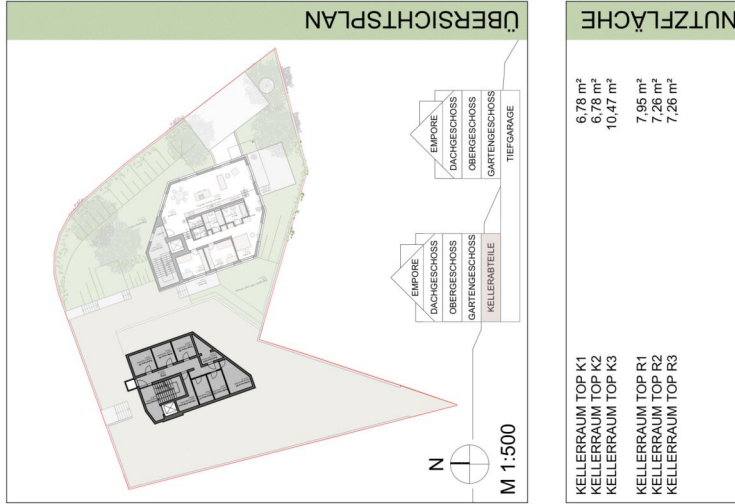 ÜBERSICHTSPLAN
EMPORE
DACHGESCHOSS
OBERGESCHOSS
GARTENGESCHOSS
KELLERABTEILE
EMPORE
DACHGESCHOSS
OBERGESCHOSS
GARTENGESCHOSS
TIEFGARAGE
N
M 1:500
NUTZFLÄCHE
KELLERRAUM TOP K1 6,78 m²
KELLERRAUM TOP K2 6,78 m²
KELLERRAUM TOP K3 10,47 m²
KELLERRAUM TOP R1 7,95 m²
KELLERRAUM TOP R2 7,26 m²
KELLERRAUM TOP R3 7,26 m²